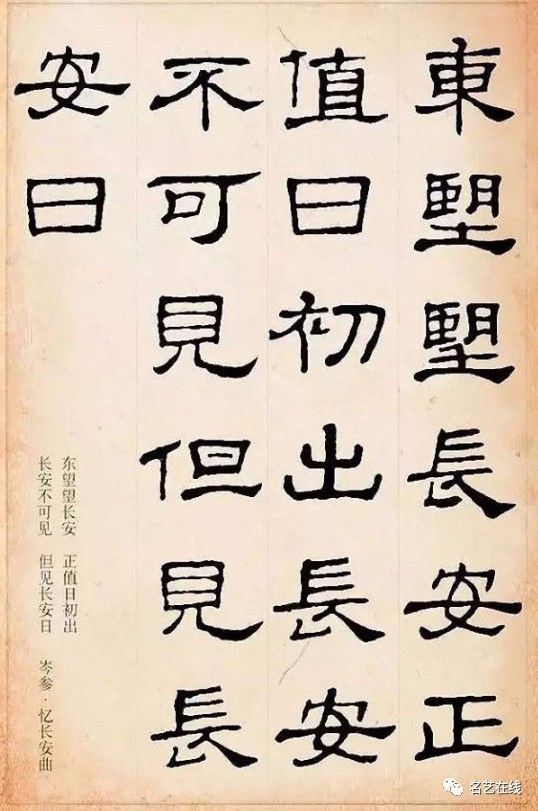 東望望長安正
值日初出長安
不可見但見長
安日
东望望长安 正值日初出
长安不可见 但见长安日 岑参·忆长安曲
名艺在线